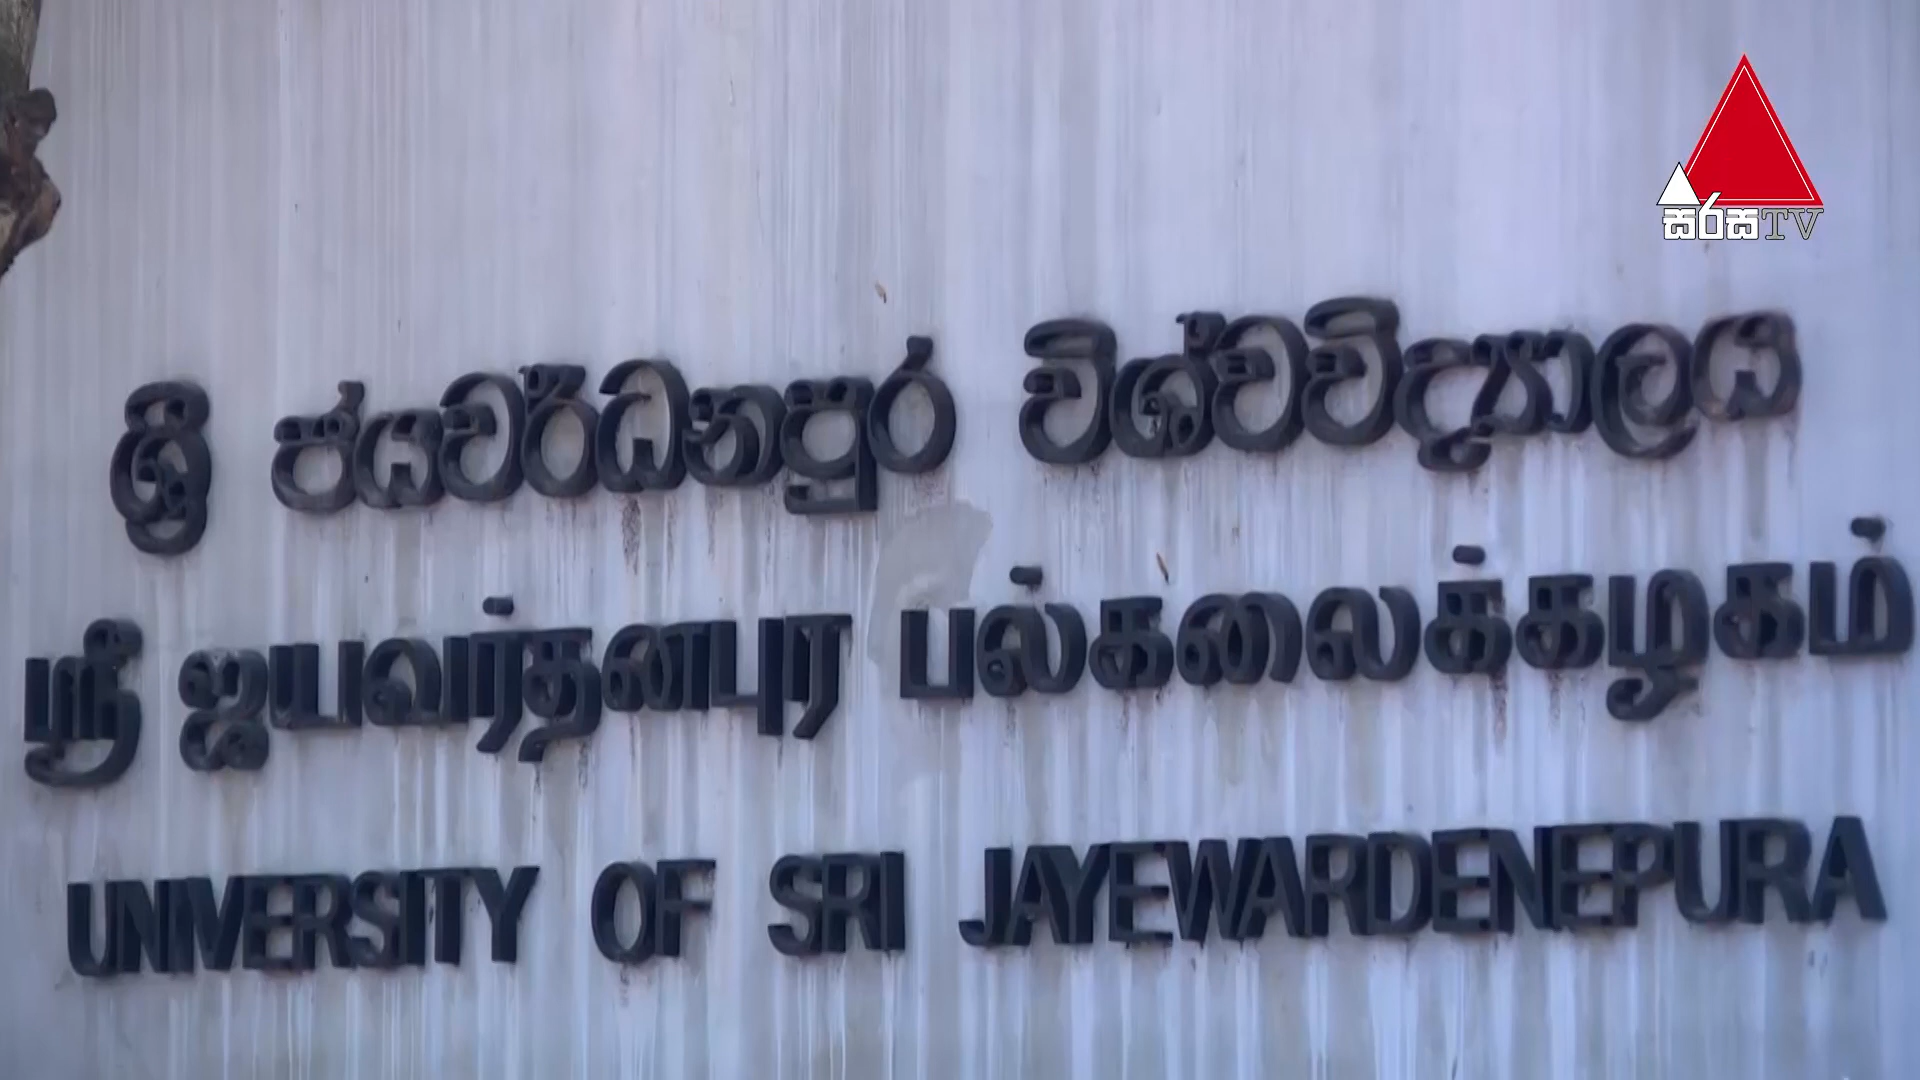 සිරස TV
ශ්‍රී ජයවර්ධනපුර විශ්වවිද්‍යාලය
ஸ்ரீ ஜயவர்தனபுர பல்கலைக்கழகம்
UNIVERSITY OF SRI JAYEWARDENEPURA